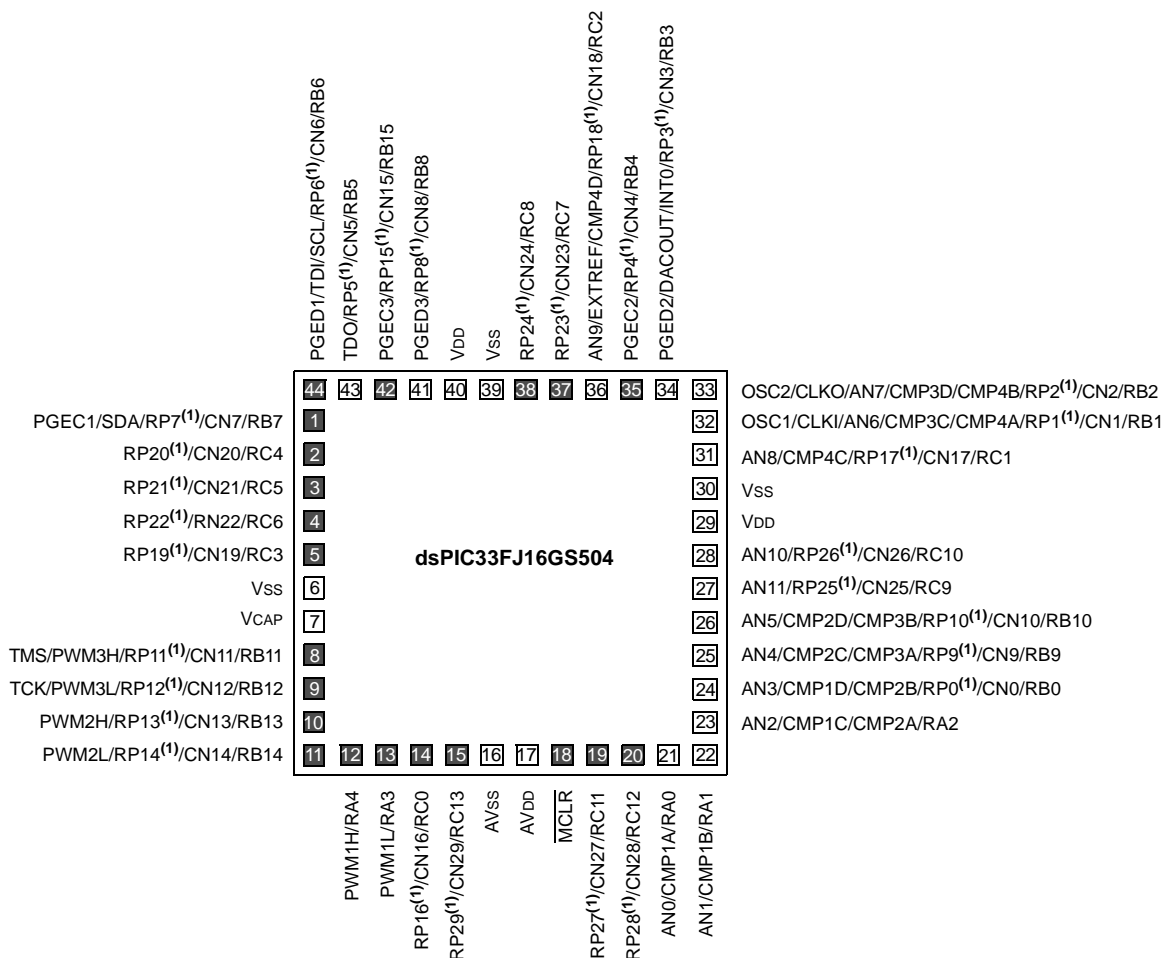 PGED1/TDI/SCL/RP6(1)/CN6/RB6
TDO/RP5(1)/CN5/RB5
PGEC3/RP15(1)/CN15/RB15
PGED3/RP8(1)/CN8/RB8
VDD
VSS
RP24(1)/CN24/RC8
RP23(1)/CN23/RC7
AN9/EXTREF/CMP4D/RP18(1)/CN18/RC2
PGEC2/RP4(1)/CN4/RB4
PGED2/DACOUT/INT0/RP3(1)/CN3/RB3
44 43 42 41 40 39 38 37 36 35 34 33 OSC2/CLKO/AN7/CMP3D/CMP4B/RP2(1)/CN2/RB2
PGEC1/SDA/RP7(1)/CN7/RB7 1 32 OSC1/CLKI/AN6/CMP3C/CMP4A/RP1(1)/CN1/RB1
RP20(1)/CN20/RC4 2 31 AN8/CMP4C/RP17(1)/CN17/RC1
RP21(1)/CN21/RC5 3 30 VSS
RP22(1)/RN22/RC6 4 29 VDD
RP19(1)/CN19/RC3 5 dsPIC33FJ16GS504 28 AN10/RP26(1)/CN26/RC10
VSS 6 27 AN11/RP25(1)/CN25/RC9
VCAP 7 26 AN5/CMP2D/CMP3B/RP10(1)/CN10/RB10
TMS/PWM3H/RP11(1)/CN11/RB11 8 25 AN4/CMP2C/CMP3A/RP9(1)/CN9/RB9
TCK/PWM3L/RP12(1)/CN12/RB12 9 24 AN3/CMP1D/CMP2B/RP0(1)/CN0/RB0
PWM2H/RP13(1)/CN13/RB13 10 23 AN2/CMP1C/CMP2A/RA2
PWM2L/RP14(1)/CN14/RB14 11 12 13 14 15 16 17 18 19 20 21 22
PWM1H/RA4
PWM1L/RA3
RP16(1)/CN16/RC0
RP29(1)/CN29/RC13
AVSS
AVDD
MCLR
RP27(1)/CN27/RC11
RP28(1)/CN28/RC12
AN0/CMP1A/RA0
AN1/CMP1B/RA1